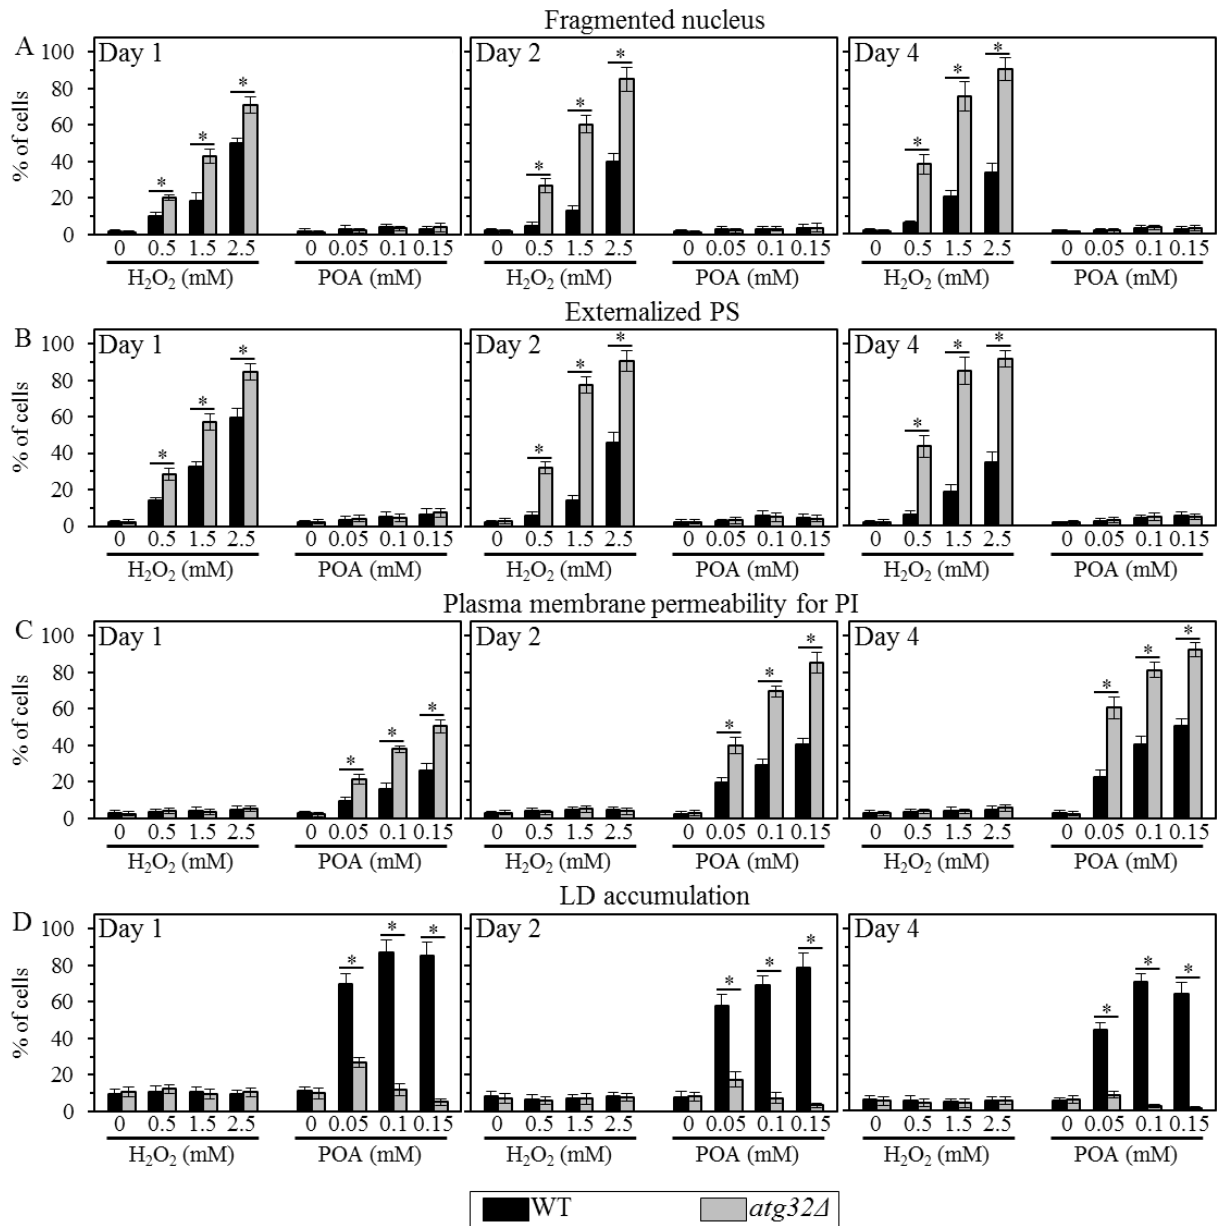 Fragmented nucleus
A
% of cells
100
80
60
40
20
0
Day 1
* * *
0 0.5 1.5 2.5
H₂O₂ (mM)
0 0.05 0.1 0.15
POA (mM)
Day 2
* * *
0 0.5 1.5 2.5
H₂O₂ (mM)
0 0.05 0.1 0.15
POA (mM)
Day 4
* * *
0 0.5 1.5 2.5
H₂O₂ (mM)
0 0.05 0.1 0.15
POA (mM)
Externalized PS
B
% of cells
100
80
60
40
20
0
Day 1
* * *
0 0.5 1.5 2.5
H₂O₂ (mM)
0 0.05 0.1 0.15
POA (mM)
Day 2
* * *
0 0.5 1.5 2.5
H₂O₂ (mM)
0 0.05 0.1 0.15
POA (mM)
Day 4
* * *
0 0.5 1.5 2.5
H₂O₂ (mM)
0 0.05 0.1 0.15
POA (mM)
Plasma membrane permeability for PI
C
% of cells
100
80
60
40
20
0
Day 1
* * *
0 0.5 1.5 2.5
H₂O₂ (mM)
0 0.05 0.1 0.15
POA (mM)
Day 2
* * *
0 0.5 1.5 2.5
H₂O₂ (mM)
0 0.05 0.1 0.15
POA (mM)
Day 4
* * *
0 0.5 1.5 2.5
H₂O₂ (mM)
0 0.05 0.1 0.15
POA (mM)
LD accumulation
D
% of cells
100
80
60
40
20
0
Day 1
* * *
0 0.5 1.5 2.5
H₂O₂ (mM)
0 0.05 0.1 0.15
POA (mM)
Day 2
* * *
0 0.5 1.5 2.5
H₂O₂ (mM)
0 0.05 0.1 0.15
POA (mM)
Day 4
* * *
0 0.5 1.5 2.5
H₂O₂ (mM)
0 0.05 0.1 0.15
POA (mM)
WT
atg32Δ